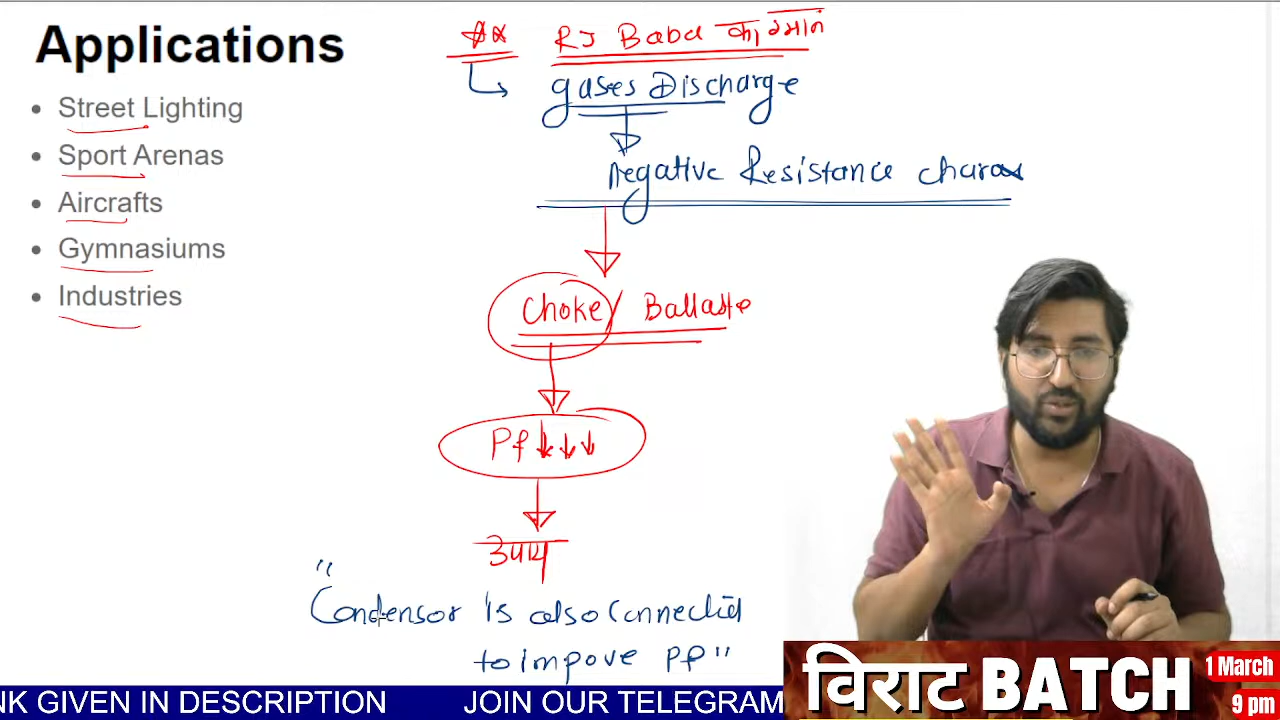 Applications
• Street Lighting
• Sport Arenas
• Aircrafts
• Gymnasiums
• Industries
RJ Baba का
gases Discharge
Negative Resistance
Choke / Ballaste
Pf ↓↓↓
उपाय
"Condensor is also Connected
to impove Pf"
विराट BATCH
1 March
9 pm
NK GIVEN IN DESCRIPTION
JOIN OUR TELEGRAM